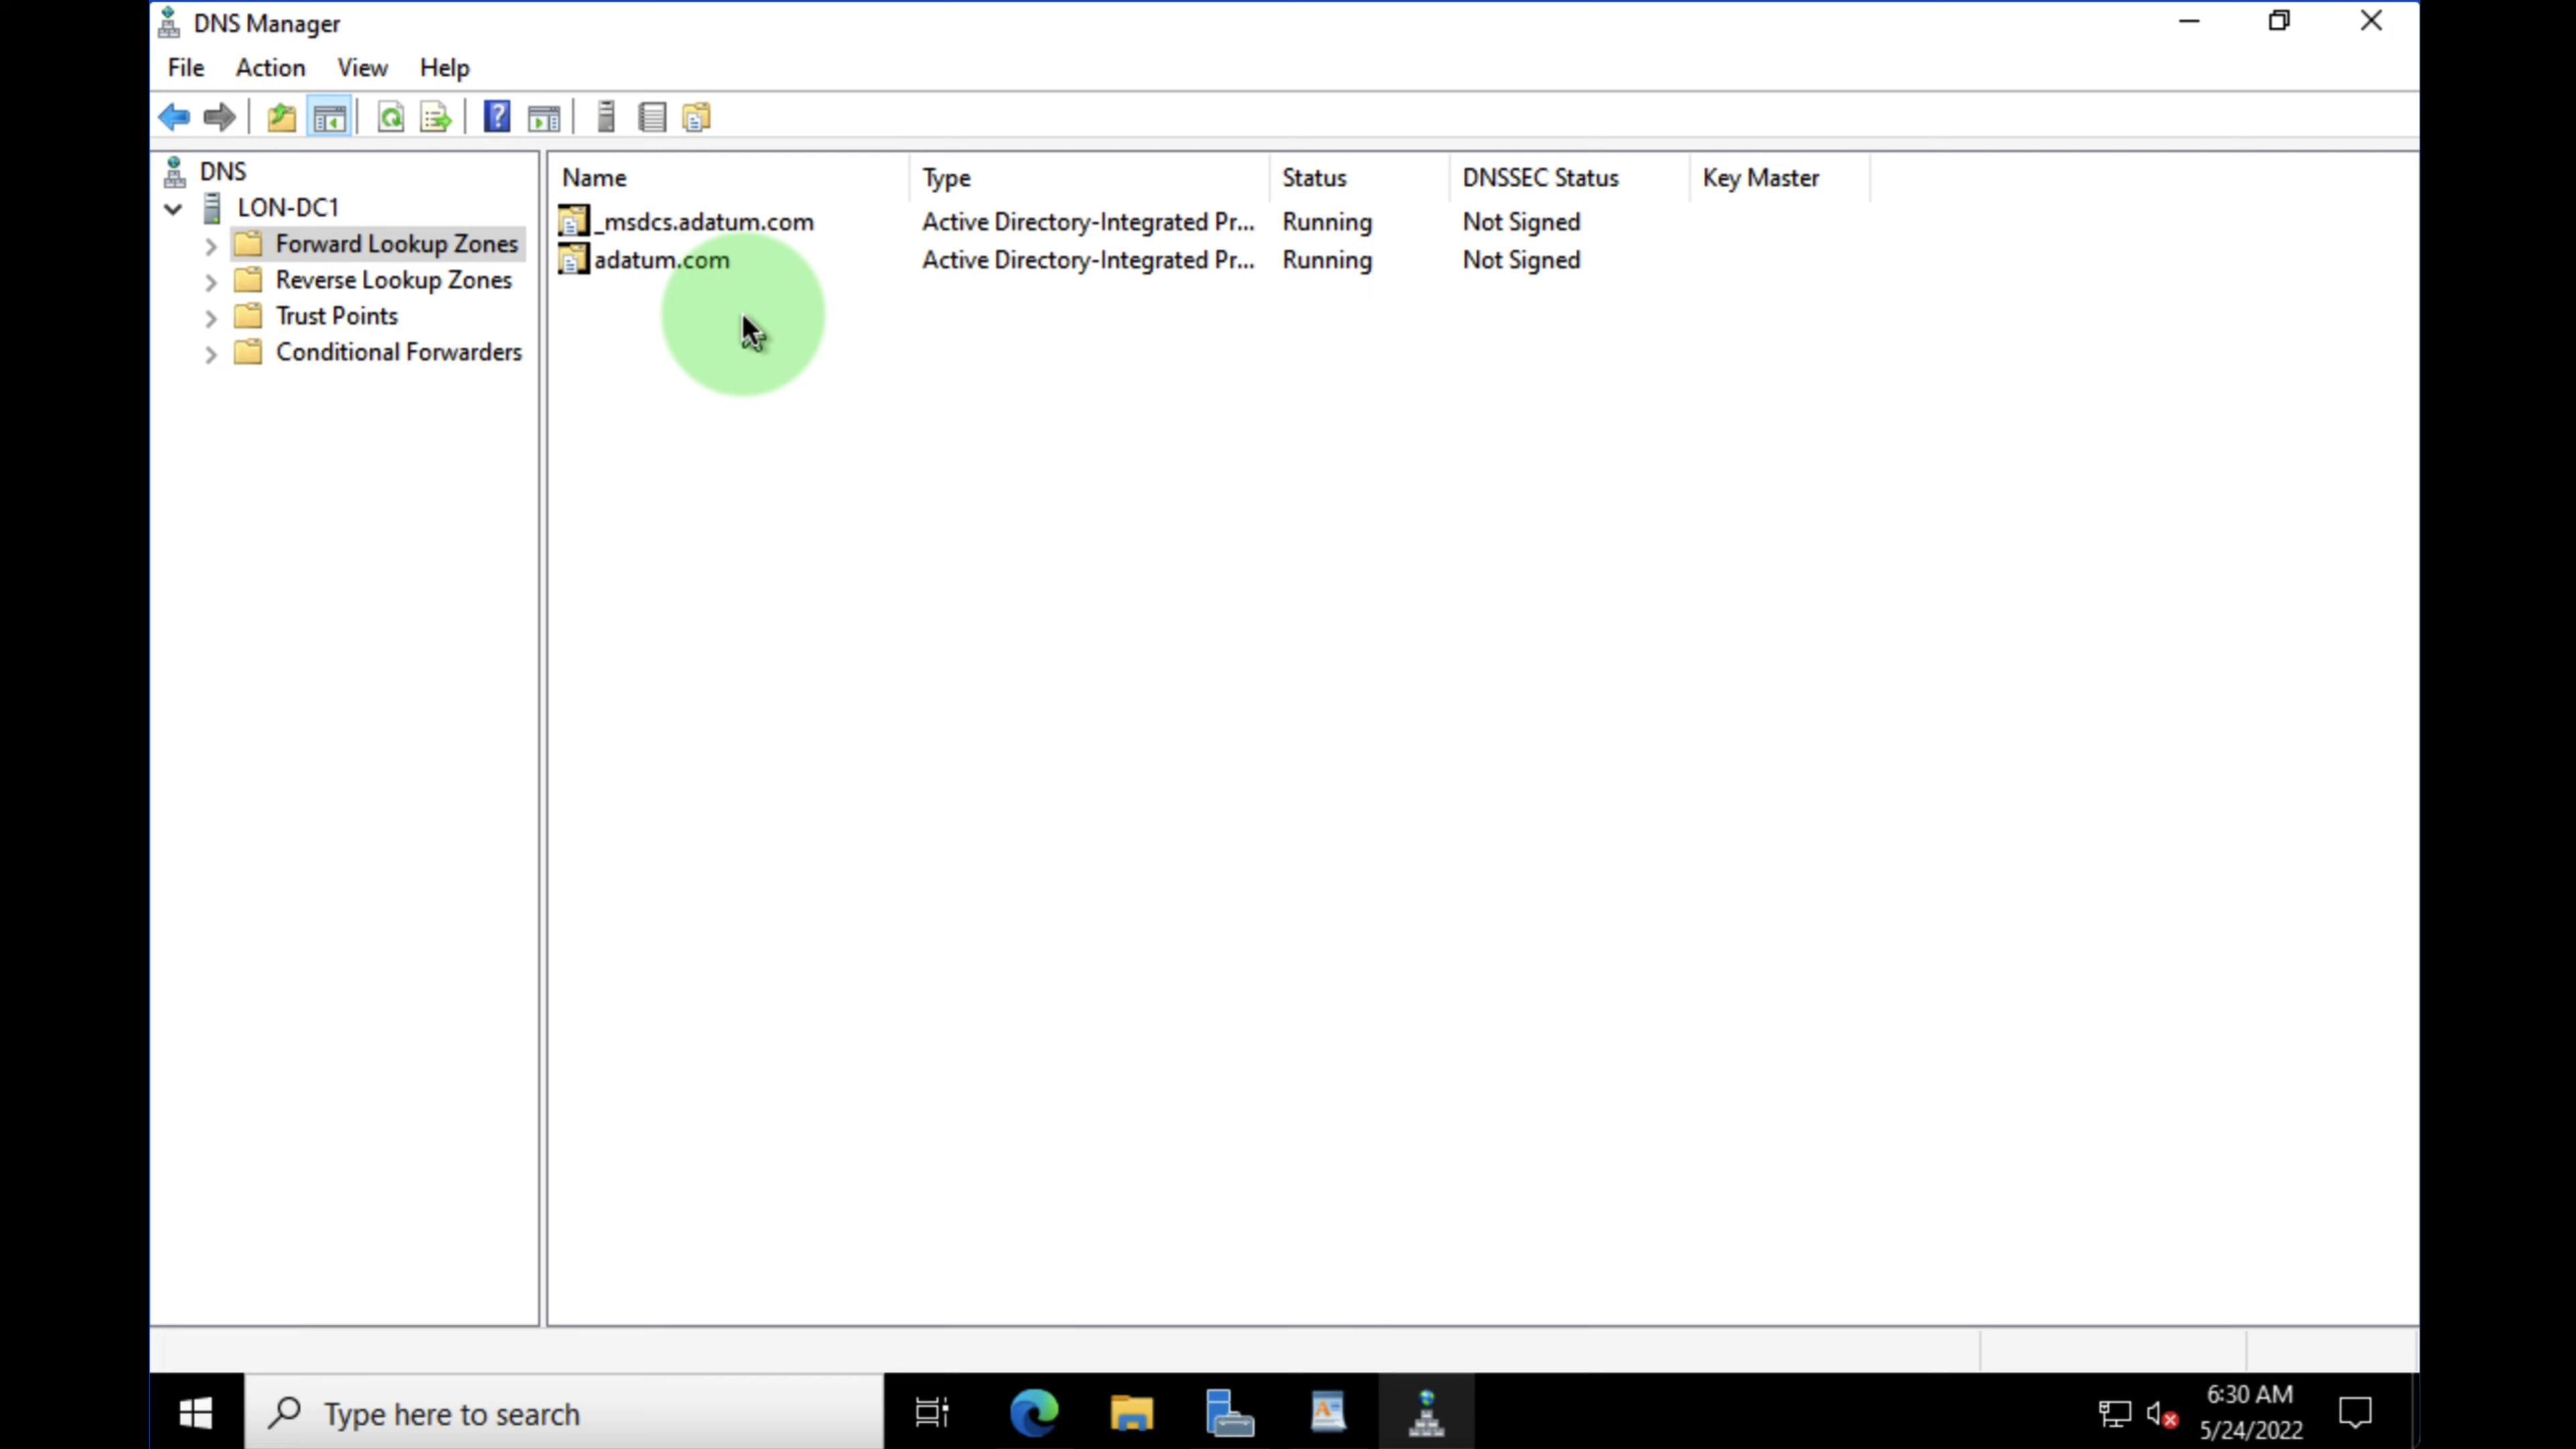 DNS Manager
File Action View Help
DNS
LON-DC1
Forward Lookup Zones
Reverse Lookup Zones
Trust Points
Conditional Forwarders
Name Type Status DNSSEC Status Key Master
_msdcs.adatum.com Active Directory-Integrated Pr... Running Not Signed
adatum.com Active Directory-Integrated Pr... Running Not Signed
Type here to search
6:30 AM
5/24/2022